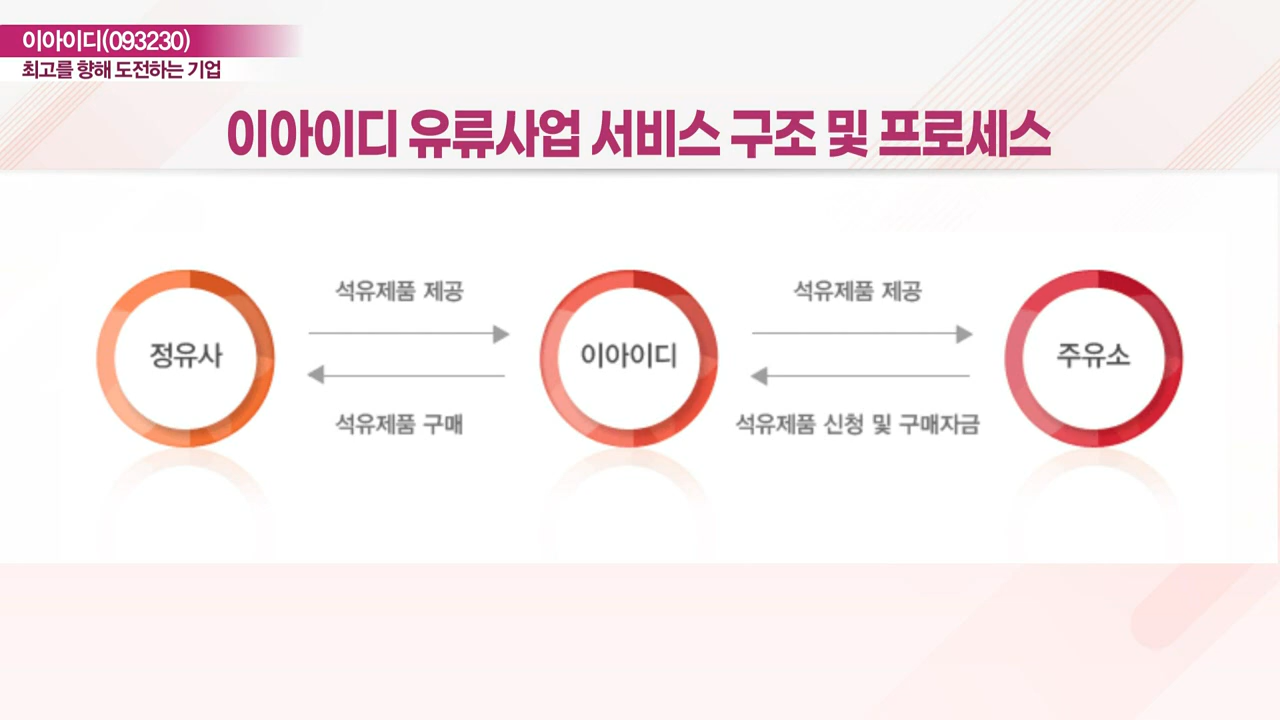 이아이디(093230)
최고를 향해 도전하는 기업
이아이디 유류사업 서비스 구조 및 프로세스
석유제품 제공
석유제품 제공
정유사
이아이디
주유소
석유제품 구매
석유제품 신청 및 구매자금